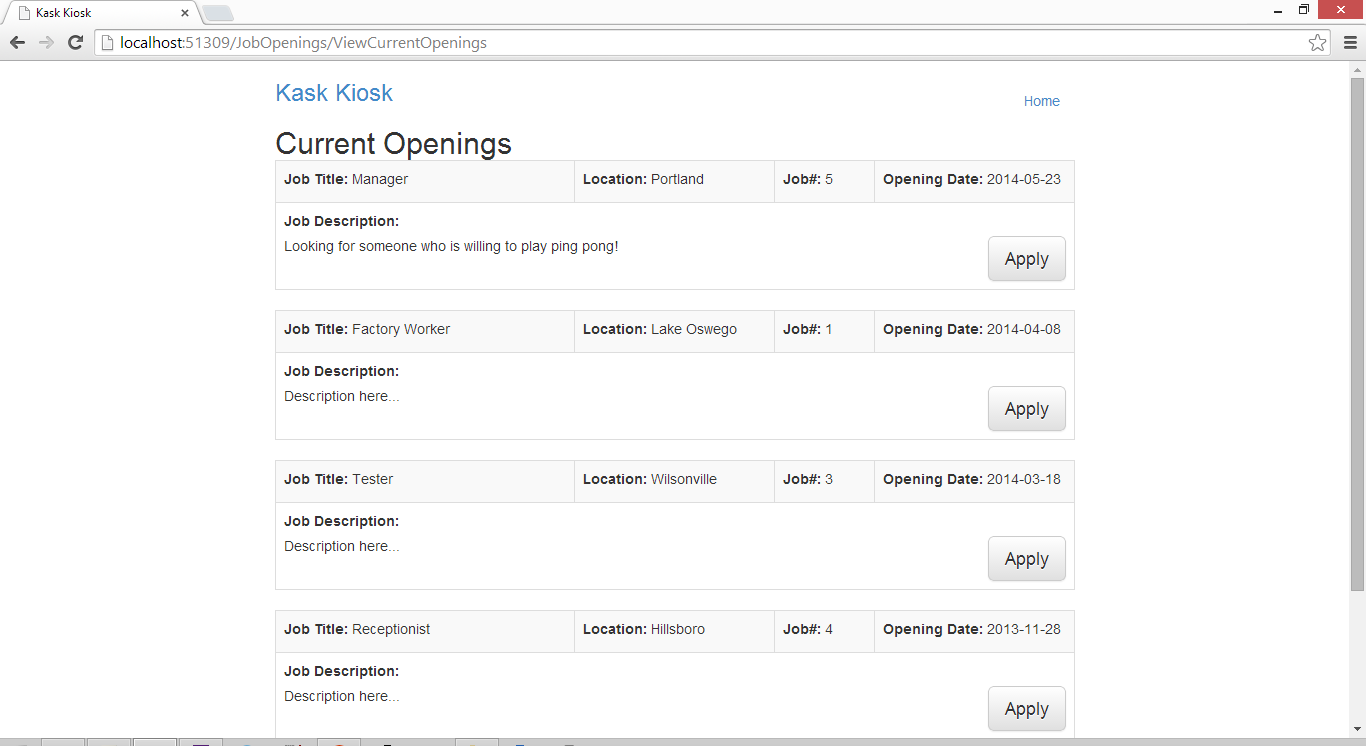 Kask Kiosk
localhost:51309/JobOpenings/ViewCurrentOpenings
Kask Kiosk
Home
Current Openings
Job Title: Manager Location: Portland Job#: 5 Opening Date: 2014-05-23
Job Description:
Looking for someone who is willing to play ping pong!
Apply
Job Title: Factory Worker Location: Lake Oswego Job#: 1 Opening Date: 2014-04-08
Job Description:
Description here...
Apply
Job Title: Tester Location: Wilsonville Job#: 3 Opening Date: 2014-03-18
Job Description:
Description here...
Apply
Job Title: Receptionist Location: Hillsboro Job#: 4 Opening Date: 2013-11-28
Job Description:
Description here...
Apply